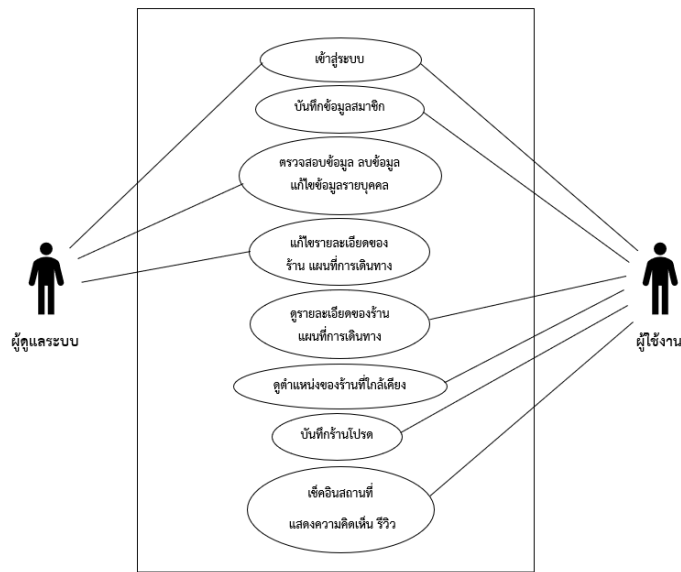 เข้าสู่ระบบ
บันทึกข้อมูลสมาชิก
ตรวจสอบข้อมูล ลบข้อมูล
แก้ไขข้อมูลรายบุคคล
แก้ไขรายละเอียดของ
ร้าน แผนที่การเดินทาง
ดูรายละเอียดของร้าน
แผนที่การเดินทาง
ผู้ดูแลระบบ
ผู้ใช้งาน
ดูตำแหน่งของร้านที่ใกล้เคียง
บันทึกร้านโปรด
เช็คอินสถานที่
แสดงความคิดเห็น รีวิว